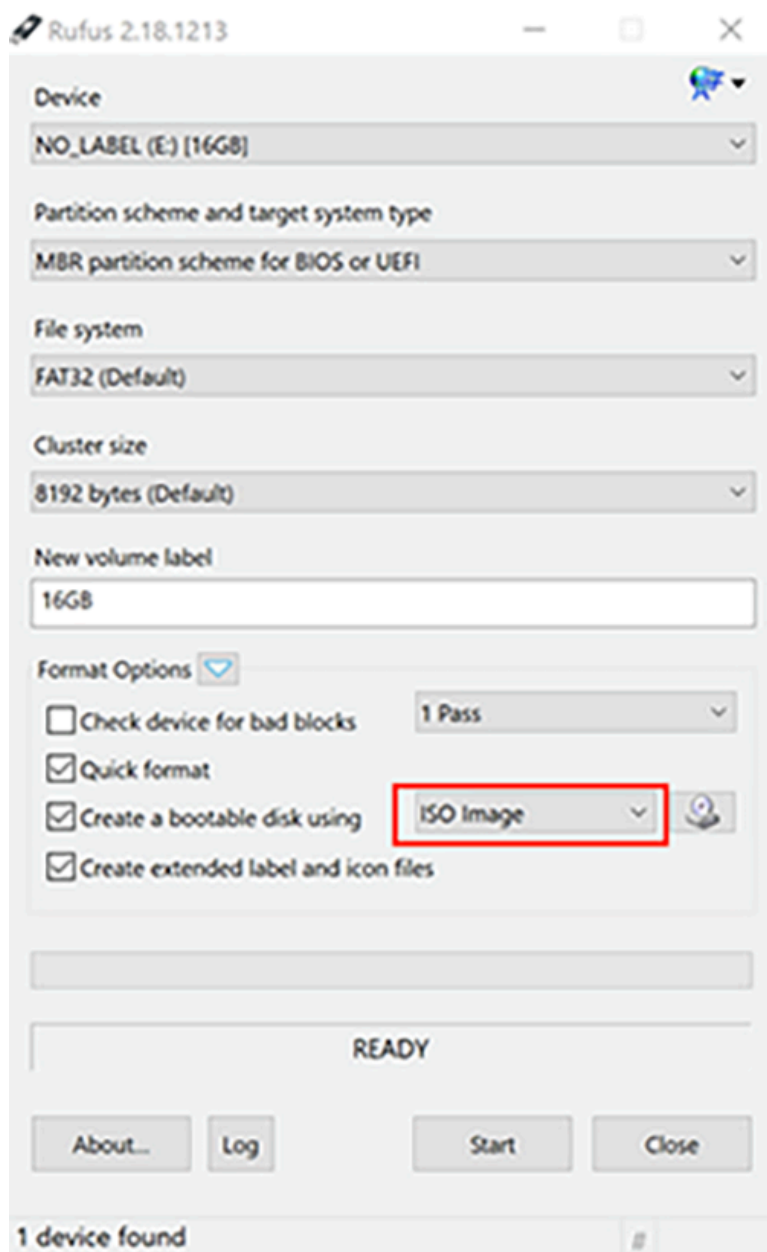 Rufus 2.18.1213
Device
NO_LABEL (E:) [16GB]
Partition scheme and target system type
MBR partition scheme for BIOS or UEFI
File system
FAT32 (Default)
Cluster size
8192 bytes (Default)
New volume label
16GB
Format Options
Check device for bad blocks 1 Pass
Quick format
Create a bootable disk using ISO Image
Create extended label and icon files
READY
About... Log Start Close
1 device found #